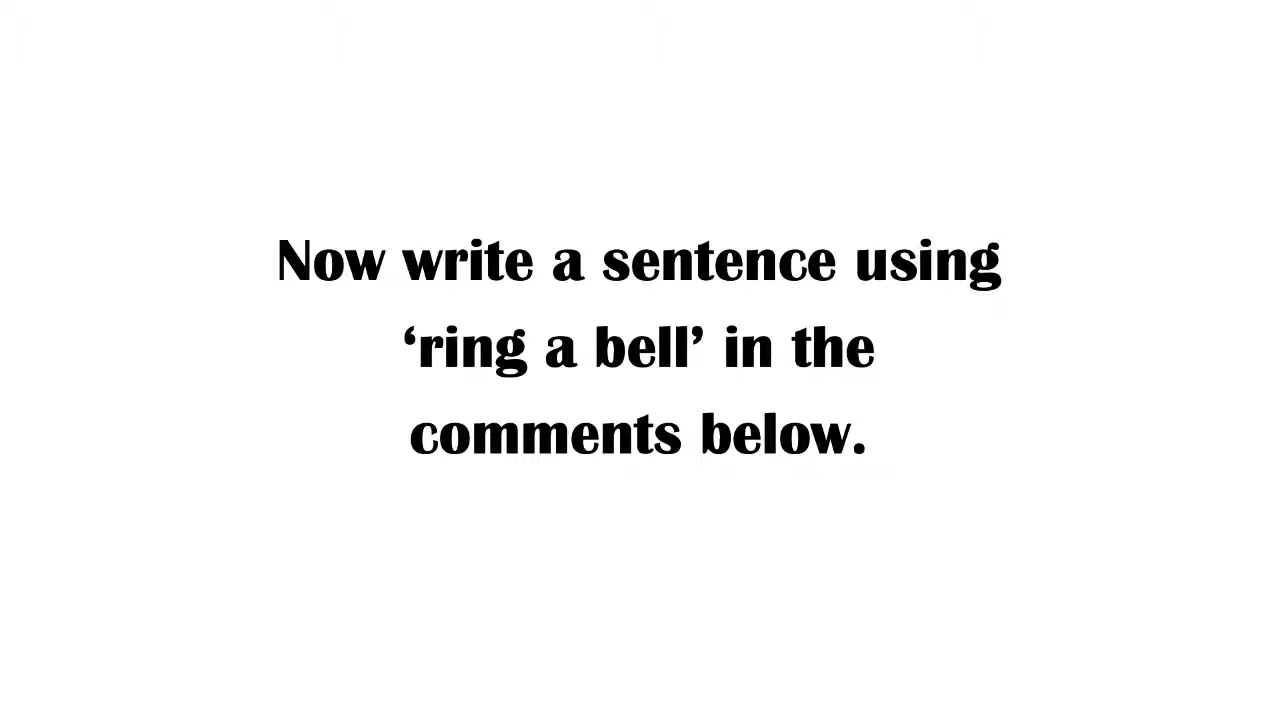 Now write a sentence using
‘ring a bell’ in the
comments below.